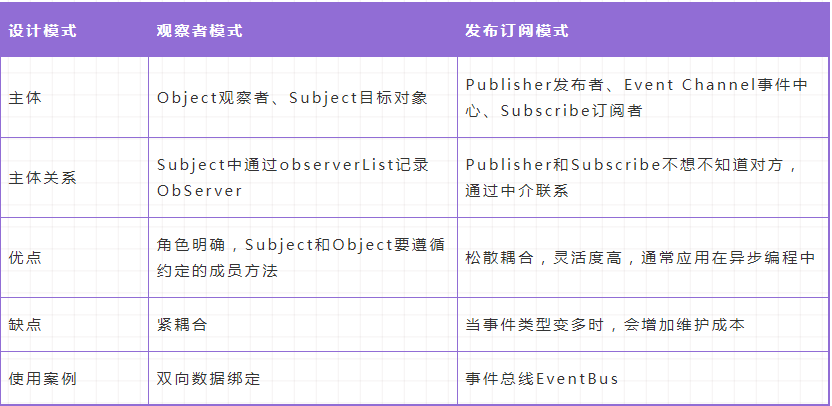 设计模式 观察者模式 发布订阅模式
主体 Object观察者、Subject目标对象 Publisher发布者、Event Channel事件中
心、Subscribe订阅者
主体关系 Subject中通过observerList记录
ObServer Publisher和Subscribe不想不知道对方，
通过中介联系
优点 角色明确，Subject和Object要遵循
约定的成员方法 松散耦合，灵活度高，通常应用在异步编程中
缺点 紧耦合 当事件类型变多时，会增加维护成本
使用案例 双向数据绑定 事件总线EventBus